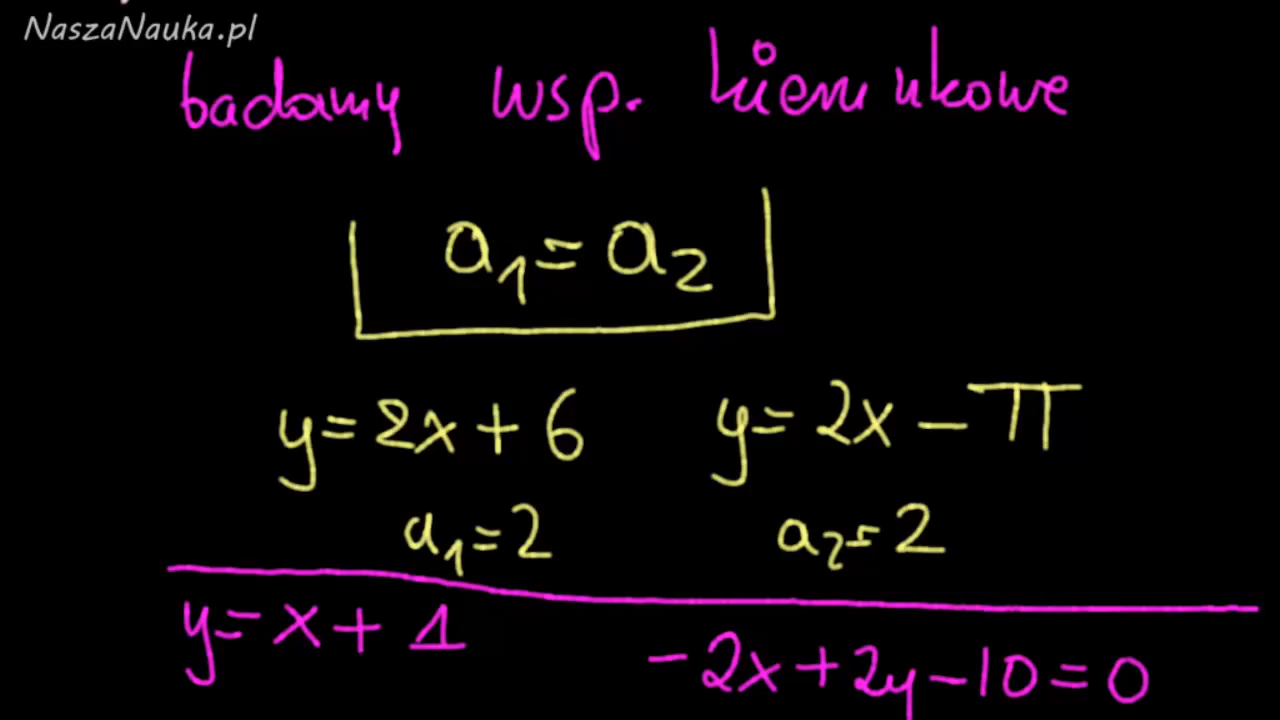 NaszaNauka.pl
badamy wsp. kierunkowe
a₁ = a₂
y = 2x + 6 y = 2x − π
a₁ = 2 a₂ = 2
y = x + 1 -2x + 2y − 10 = 0